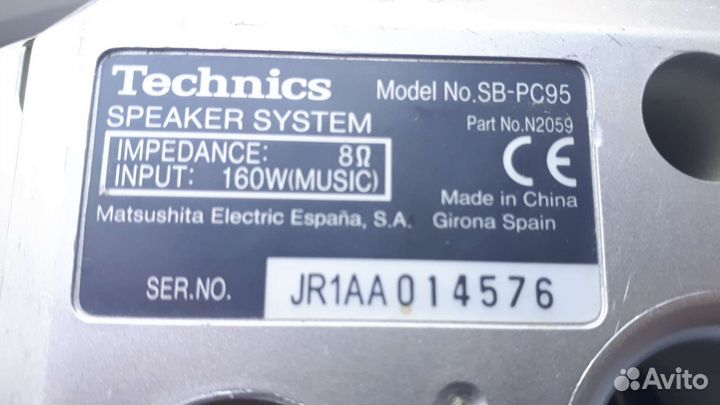 Technics Model No.SB-PC95
SPEAKER SYSTEM Part No.N2059
IMPEDANCE: 8Ω
INPUT: 160W(MUSIC)
CE
Made in China
Matsushita Electric España, S.A. Girona Spain
SER.NO. JR1AA014576
Avito